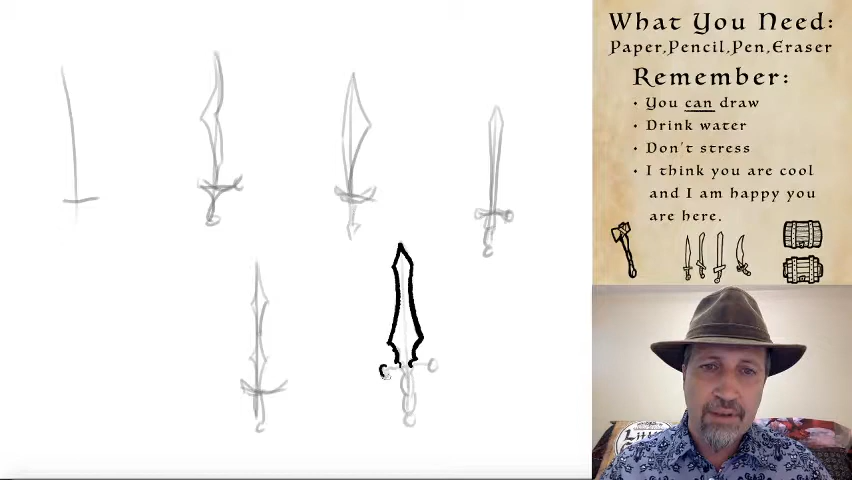 What You Need:
Paper,Pencil,Pen,Eraser
Remember:
• You can draw
• Drink water
• Don't stress
• I think you are cool
and I am happy you
are here.